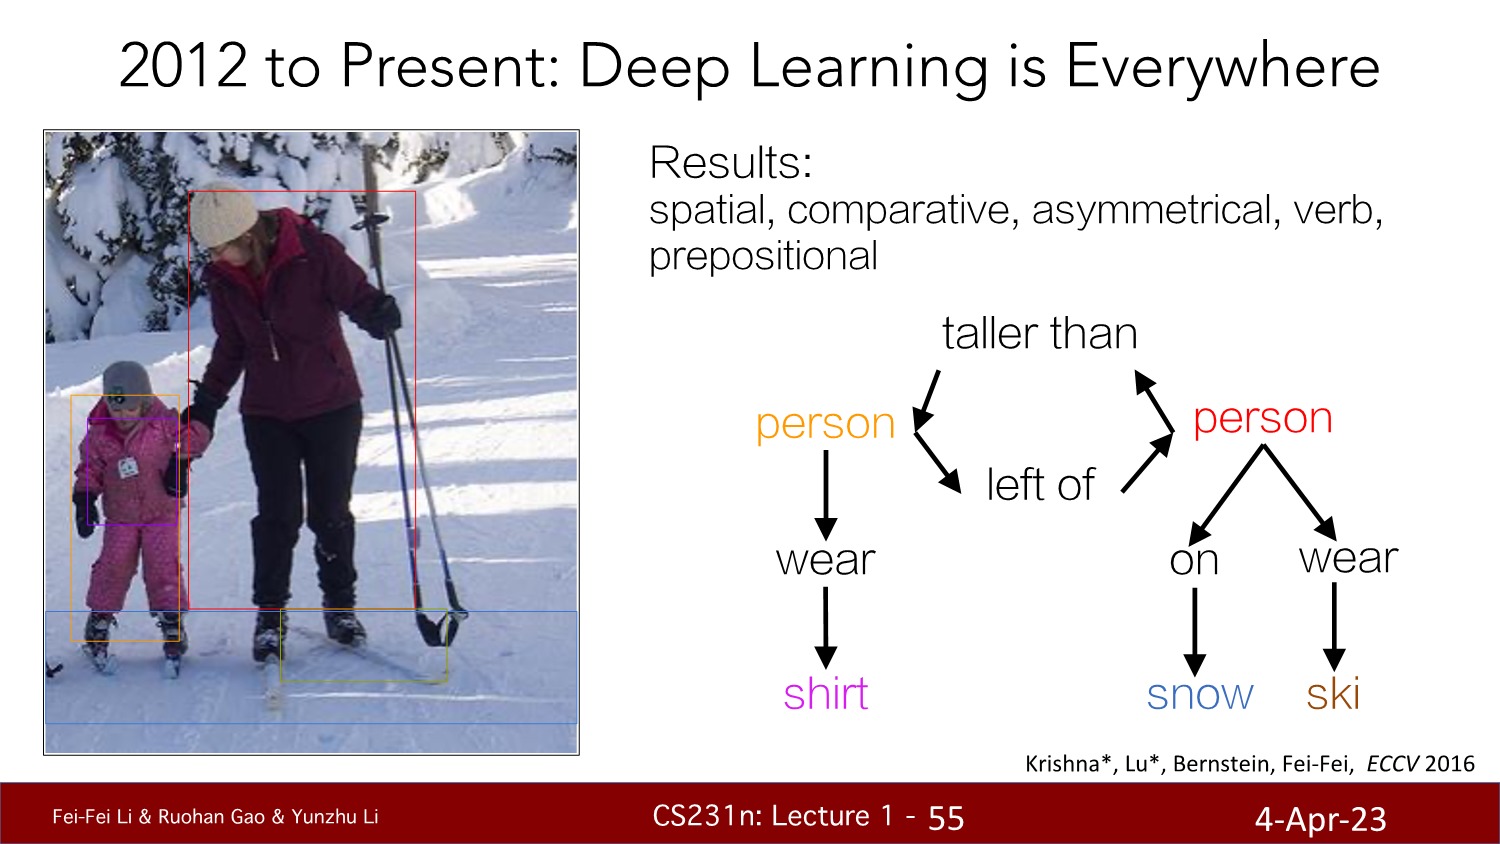 2012 to Present: Deep Learning is Everywhere
Results:
spatial, comparative, asymmetrical, verb,
prepositional
taller than
person
person
left of
wear
on
wear
shirt
snow
ski
Krishna*, Lu*, Bernstein, Fei-Fei, ECCV 2016
Fei-Fei Li & Ruohan Gao & Yunzhu Li
CS231n: Lecture 1 - 55
4-Apr-23